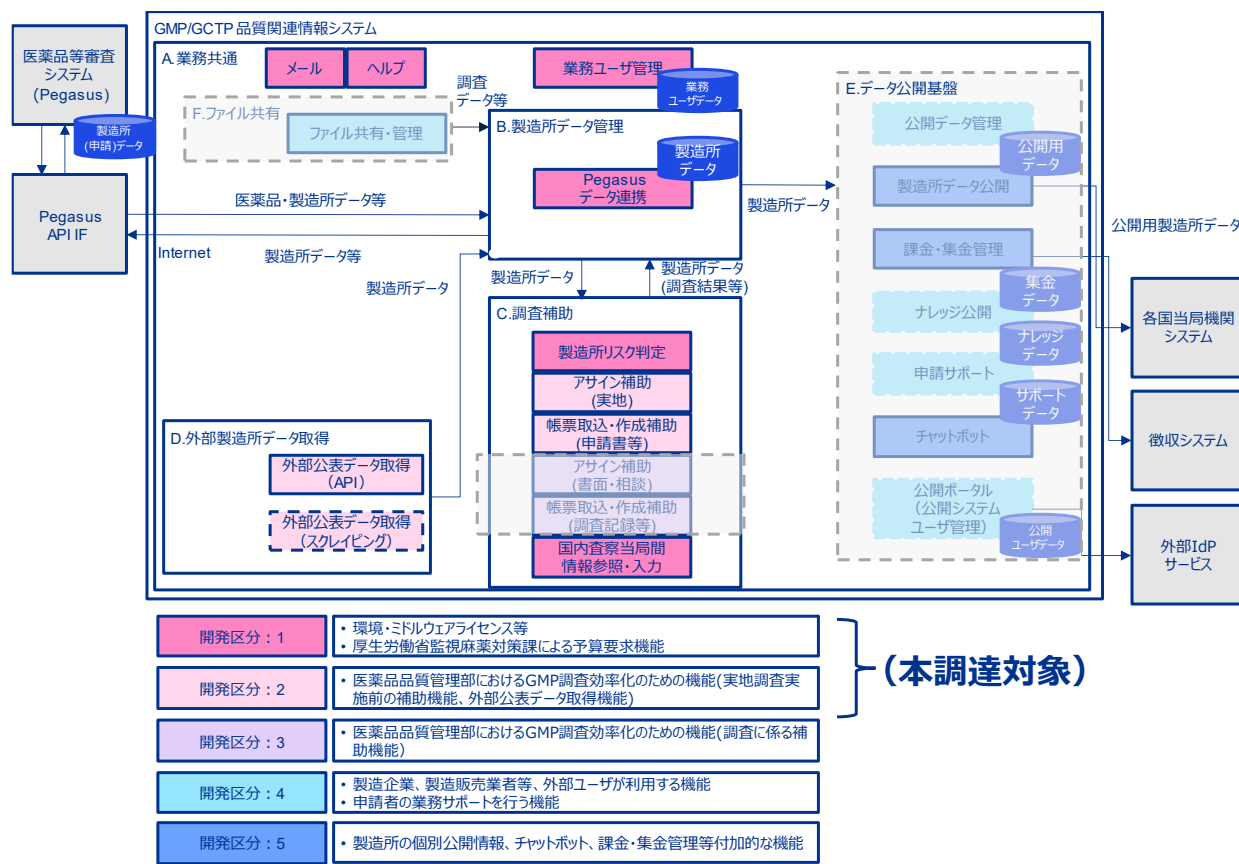 GMP/GCTP 品質関連情報システム
医薬品等審査
システム
(Pegasus)
製造所
(申請)データ
Pegasus
API IF
Internet
A.業務共通
メール
ヘルプ
業務ユーザ管理
業務
ユーザデータ
調査
データ等
F.ファイル共有
ファイル共有・管理
B.製造所データ管理
製造所
データ
Pegasus
データ連携
医薬品・製造所データ等
製造所データ等
製造所データ
製造所データ
製造所データ
(調査結果等)
製造所データ
C.調査補助
製造所リスク判定
アサイン補助
(実地)
帳票取込・作成補助
(申請書等)
アサイン補助
(書面・相談)
帳票取込・作成補助
(調査記録等)
国内査察当局間
情報参照・入力
D.外部製造所データ取得
外部公表データ取得
(API)
外部公表データ取得
(スクレイピング)
E.データ公開基盤
公開データ管理
公開用
データ
製造所データ公開
課金・集金管理
集金
データ
ナレッジ公開
ナレッジ
データ
申請サポート
サポート
データ
チャットボット
公開ポータル
(公開システム
ユーザ管理)
公開
ユーザデータ
公開用製造所データ
各国当局機関
システム
徴収システム
外部IdP
サービス
開発区分：1
• 環境・ミドルウェアライセンス等
• 厚生労働省監視麻薬対策課による予算要求機能
開発区分：2
• 医薬品品質管理部におけるGMP調査効率化のための機能(実地調査実
施前の補助機能、外部公表データ取得機能)
(本調達対象)
開発区分：3
• 医薬品品質管理部におけるGMP調査効率化のための機能(調査に係る補
助機能)
開発区分：4
• 製造企業、製造販売業者等、外部ユーザが利用する機能
• 申請者の業務サポートを行う機能
開発区分：5
• 製造所の個別公開情報、チャットボット、課金・集金管理等付加的な機能